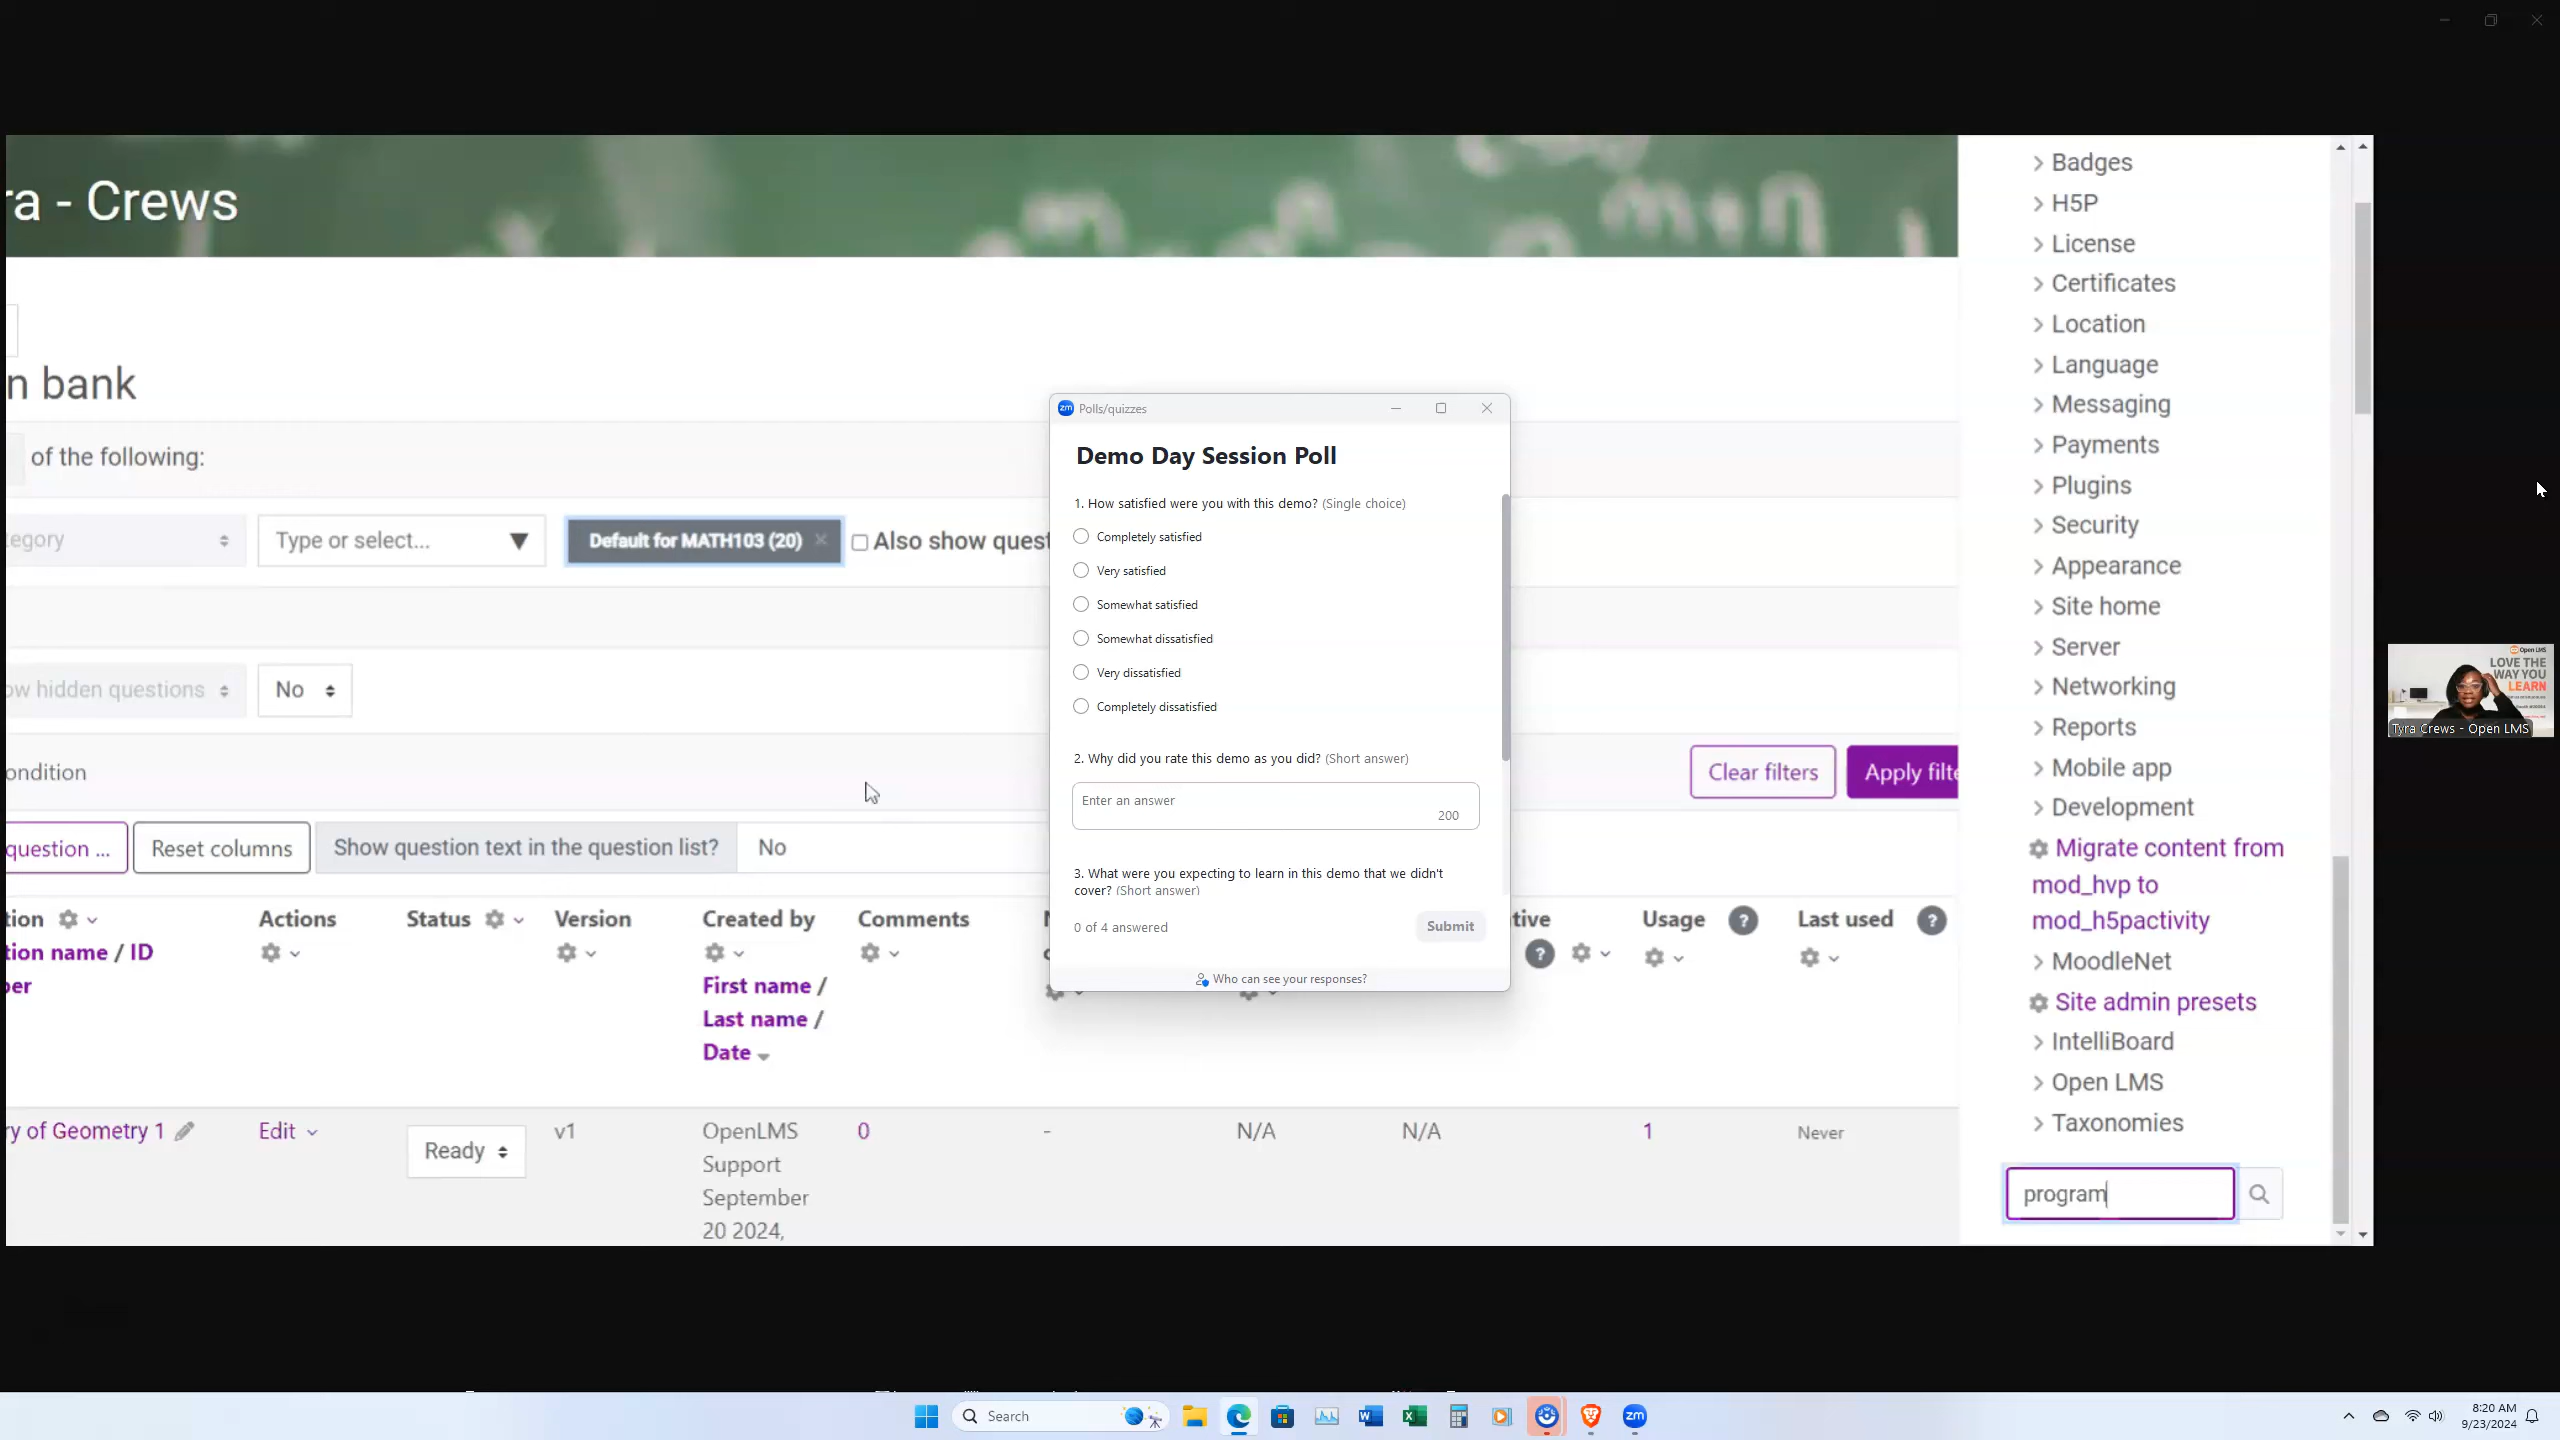 ra - Crews
n bank
of the following:
egory
Type or select...
Default for MATH103 (20) ×
Also show quest
ow hidden questions
No
ondition
Clear filters
Apply filte
question ...
Reset columns
Show question text in the question list?
No
tion
tion name / ID
ber
Actions
Status
Version
Created by
First name /
Last name /
Date
Comments
tive
?
Usage ?
Last used ?
ry of Geometry 1
Edit
Ready
v1
OpenLMS
Support
September
20 2024,
0
-
N/A
N/A
1
Never
zm Polls/quizzes
Demo Day Session Poll
1. How satisfied were you with this demo? (Single choice)
Completely satisfied
Very satisfied
Somewhat satisfied
Somewhat dissatisfied
Very dissatisfied
Completely dissatisfied
2. Why did you rate this demo as you did? (Short answer)
Enter an answer
200
3. What were you expecting to learn in this demo that we didn't
cover? (Short answer)
0 of 4 answered
Submit
Who can see your responses?
Badges
H5P
License
Certificates
Location
Language
Messaging
Payments
Plugins
Security
Appearance
Site home
Server
Networking
Reports
Mobile app
Development
Migrate content from
mod_hvp to
mod_h5pactivity
MoodleNet
Site admin presets
IntelliBoard
Open LMS
Taxonomies
program
Open LMS
LOVE THE
WAY YOU
LEARN
Tyra Crews - Open LMS
Search
zm
8:20 AM
9/23/2024